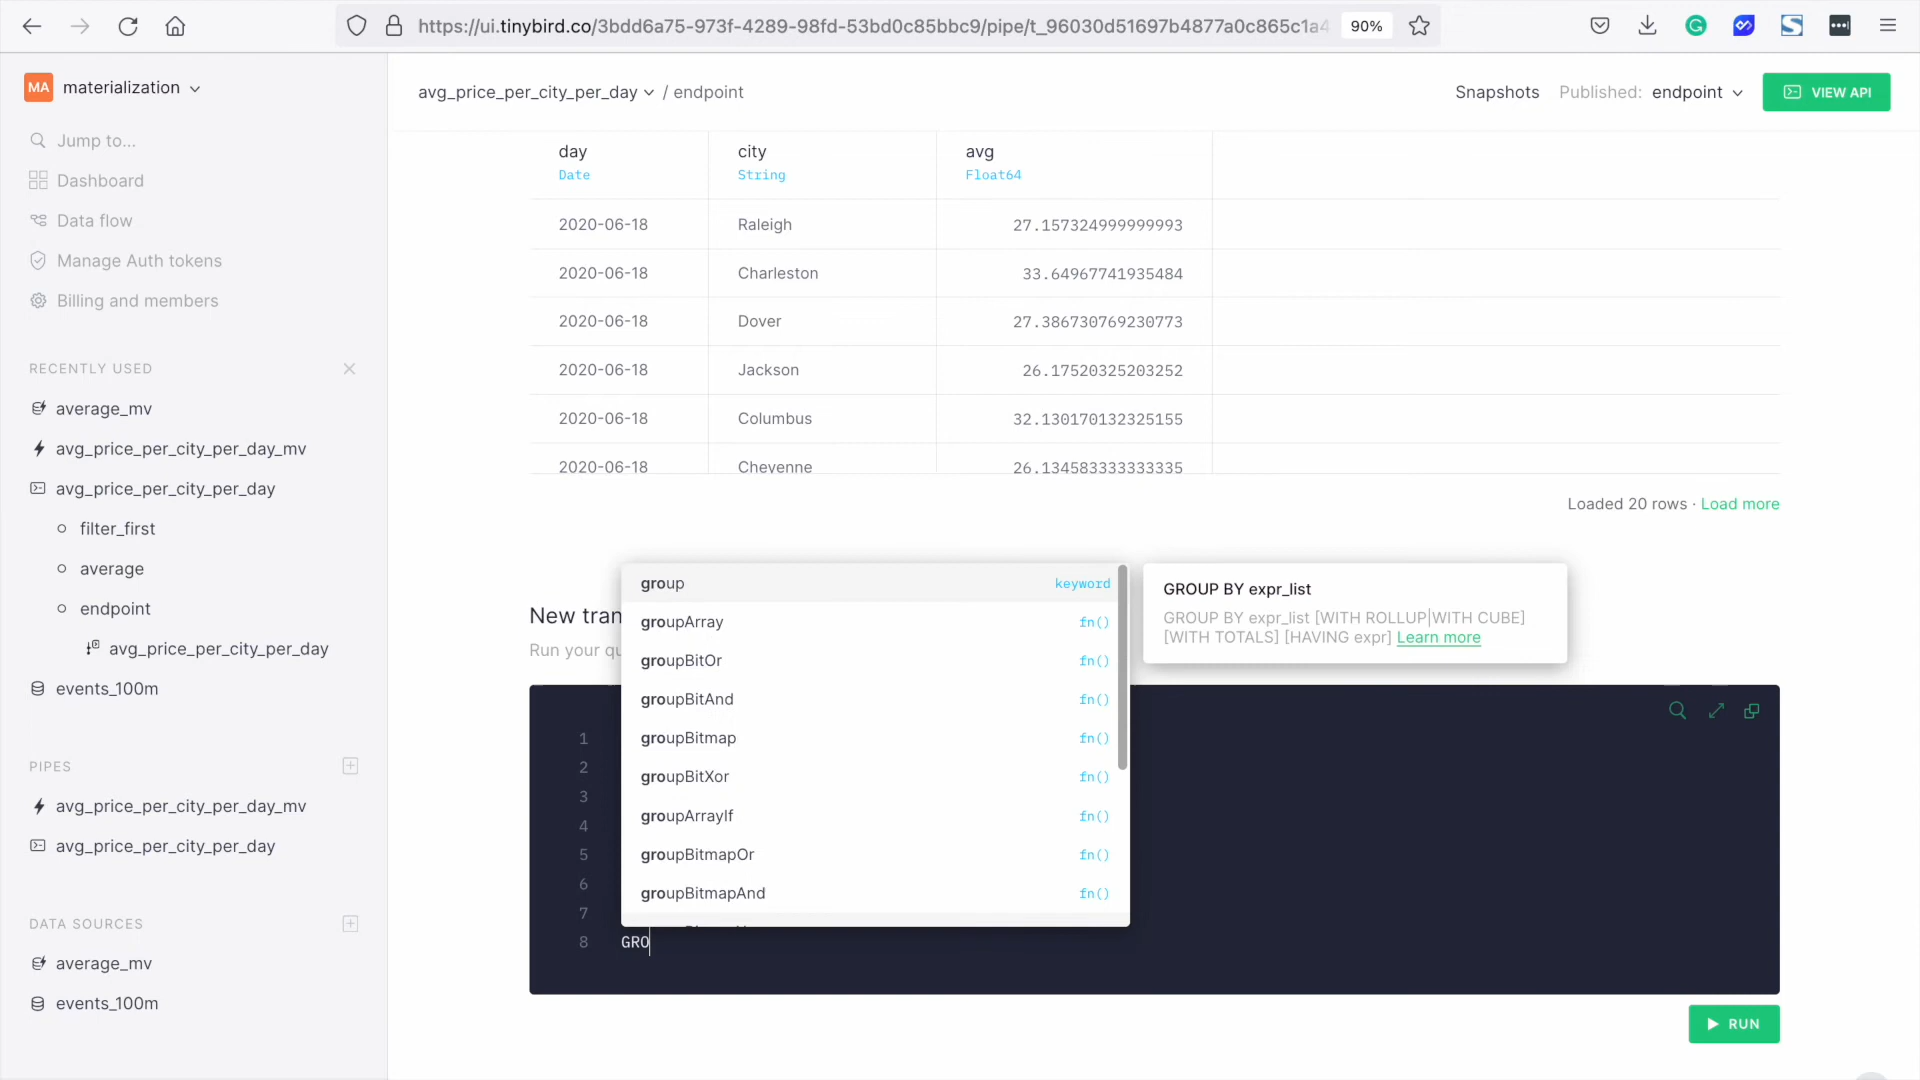 https://ui.tinybird.co/3bdd6a75-973f-4289-98fd-53bd0c85bbc9/pipe/t_96030d51697b4877a0c865c1a4
90%
MA materialization
Jump to...
Dashboard
Data flow
Manage Auth tokens
Billing and members
RECENTLY USED
average_mv
avg_price_per_city_per_day_mv
avg_price_per_city_per_day
filter_first
average
endpoint
avg_price_per_city_per_day
events_100m
PIPES
avg_price_per_city_per_day_mv
avg_price_per_city_per_day
DATA SOURCES
average_mv
events_100m
avg_price_per_city_per_day / endpoint
Snapshots Published: endpoint VIEW API
day city avg
Date String Float64
2020-06-18 Raleigh 27.157324999999993
2020-06-18 Charleston 33.64967741935484
2020-06-18 Dover 27.386730769230773
2020-06-18 Jackson 26.17520325203252
2020-06-18 Columbus 32.130170132325155
2020-06-18 Cheyenne 26.134583333333335
Loaded 20 rows · Load more
New tran
Run your qu
group keyword
groupArray fn()
groupBitOr fn()
groupBitAnd fn()
groupBitmap fn()
groupBitXor fn()
groupArrayIf fn()
groupBitmapOr fn()
groupBitmapAnd fn()
GROUP BY expr_list
GROUP BY expr_list [WITH ROLLUP|WITH CUBE]
[WITH TOTALS] [HAVING expr] Learn more
1
2
3
4
5
6
7
8 GRO
RUN